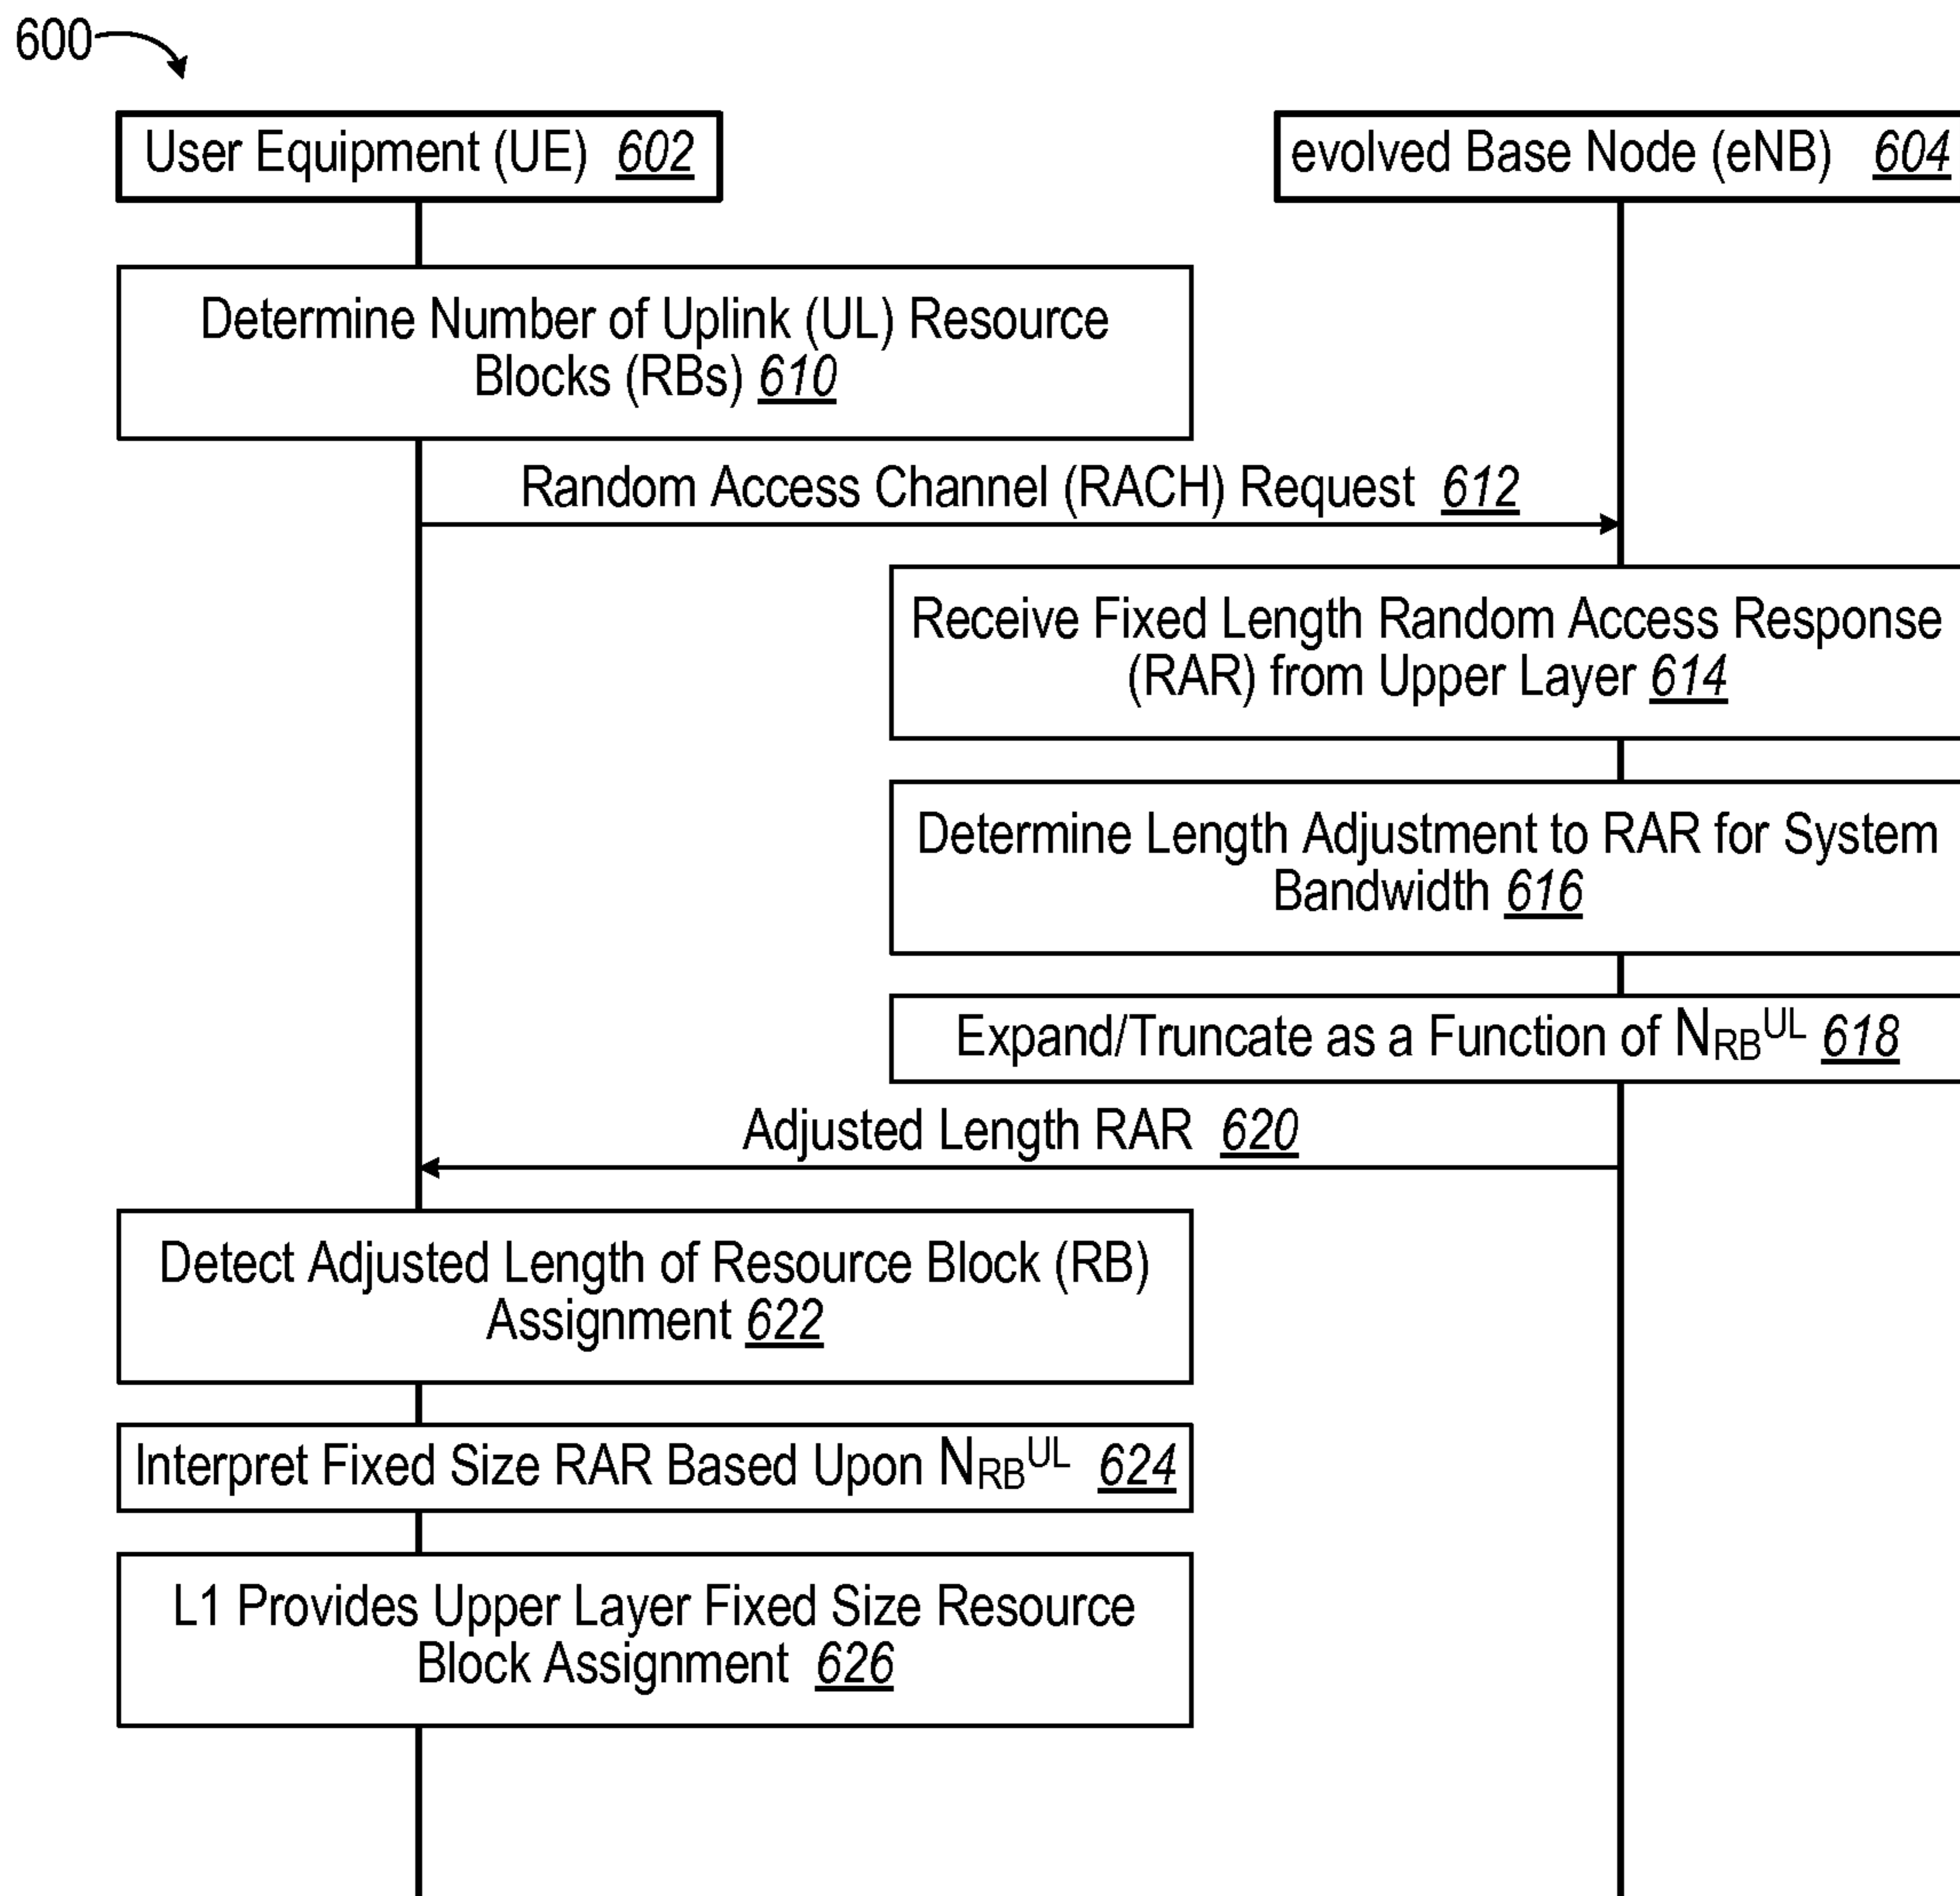 600
User Equipment (UE) 602
evolved Base Node (eNB) 604
Determine Number of Uplink (UL) Resource
Blocks (RBs) 610
Random Access Channel (RACH) Request 612
Receive Fixed Length Random Access Response
(RAR) from Upper Layer 614
Determine Length Adjustment to RAR for System
Bandwidth 616
Expand/Truncate as a Function of N_RB^UL 618
Adjusted Length RAR 620
Detect Adjusted Length of Resource Block (RB)
Assignment 622
Interpret Fixed Size RAR Based Upon N_RB^UL 624
L1 Provides Upper Layer Fixed Size Resource
Block Assignment 626